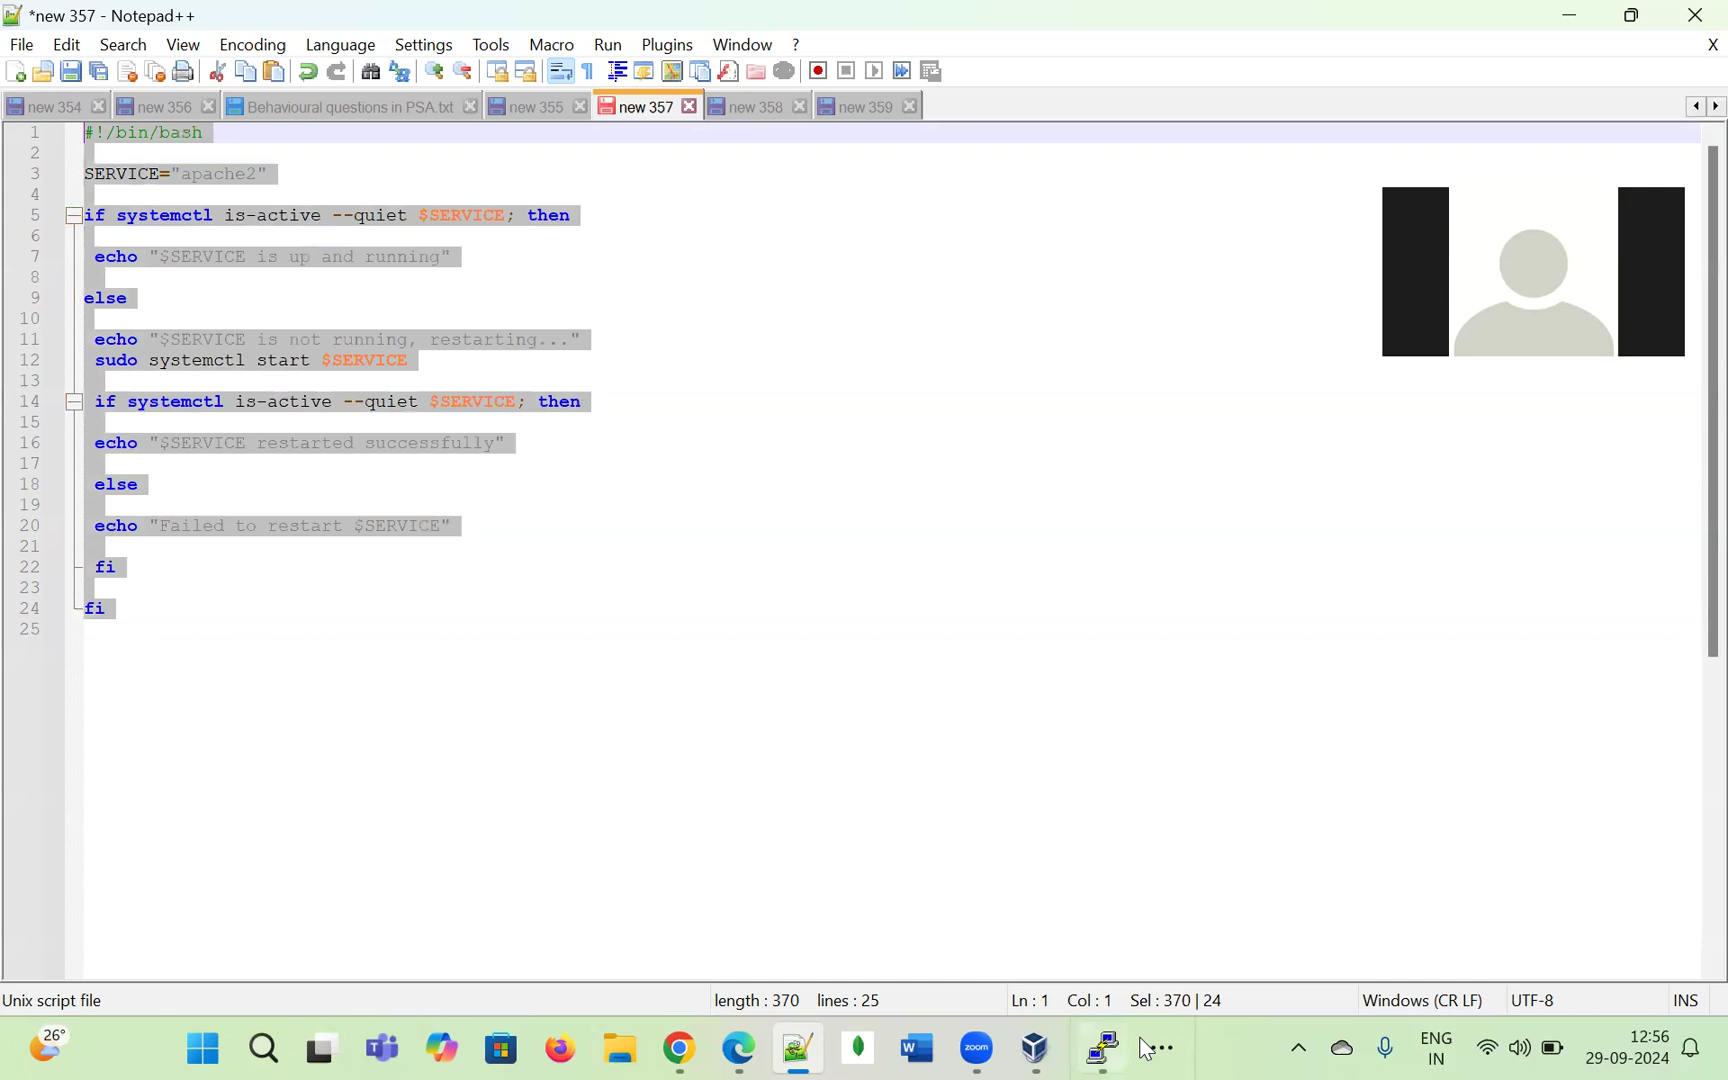 *new 357 - Notepad++
File Edit Search View Encoding Language Settings Tools Macro Run Plugins Window ? X
new 354 new 356 Behavioural questions in PSA.txt new 355 new 357 new 358 new 359
1 #!/bin/bash
2
3 SERVICE="apache2"
4
5 if systemctl is-active --quiet $SERVICE; then
6
7 echo "$SERVICE is up and running"
8
9 else
10
11 echo "$SERVICE is not running, restarting..."
12 sudo systemctl start $SERVICE
13
14 if systemctl is-active --quiet $SERVICE; then
15
16 echo "$SERVICE restarted successfully"
17
18 else
19
20 echo "Failed to restart $SERVICE"
21
22 fi
23
24 fi
25
Unix script file length : 370 lines : 25 Ln : 1 Col : 1 Sel : 370 | 24 Windows (CR LF) UTF-8 INS
26° zoom ENG 12:56
IN 29-09-2024